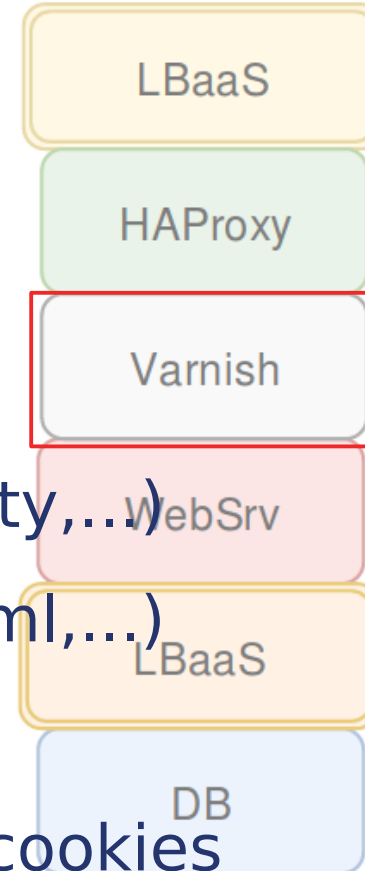 LBaaS
HAProxy
Varnish
ty,...)
WebSrv
ml,...)
LBaaS
DB
cookies